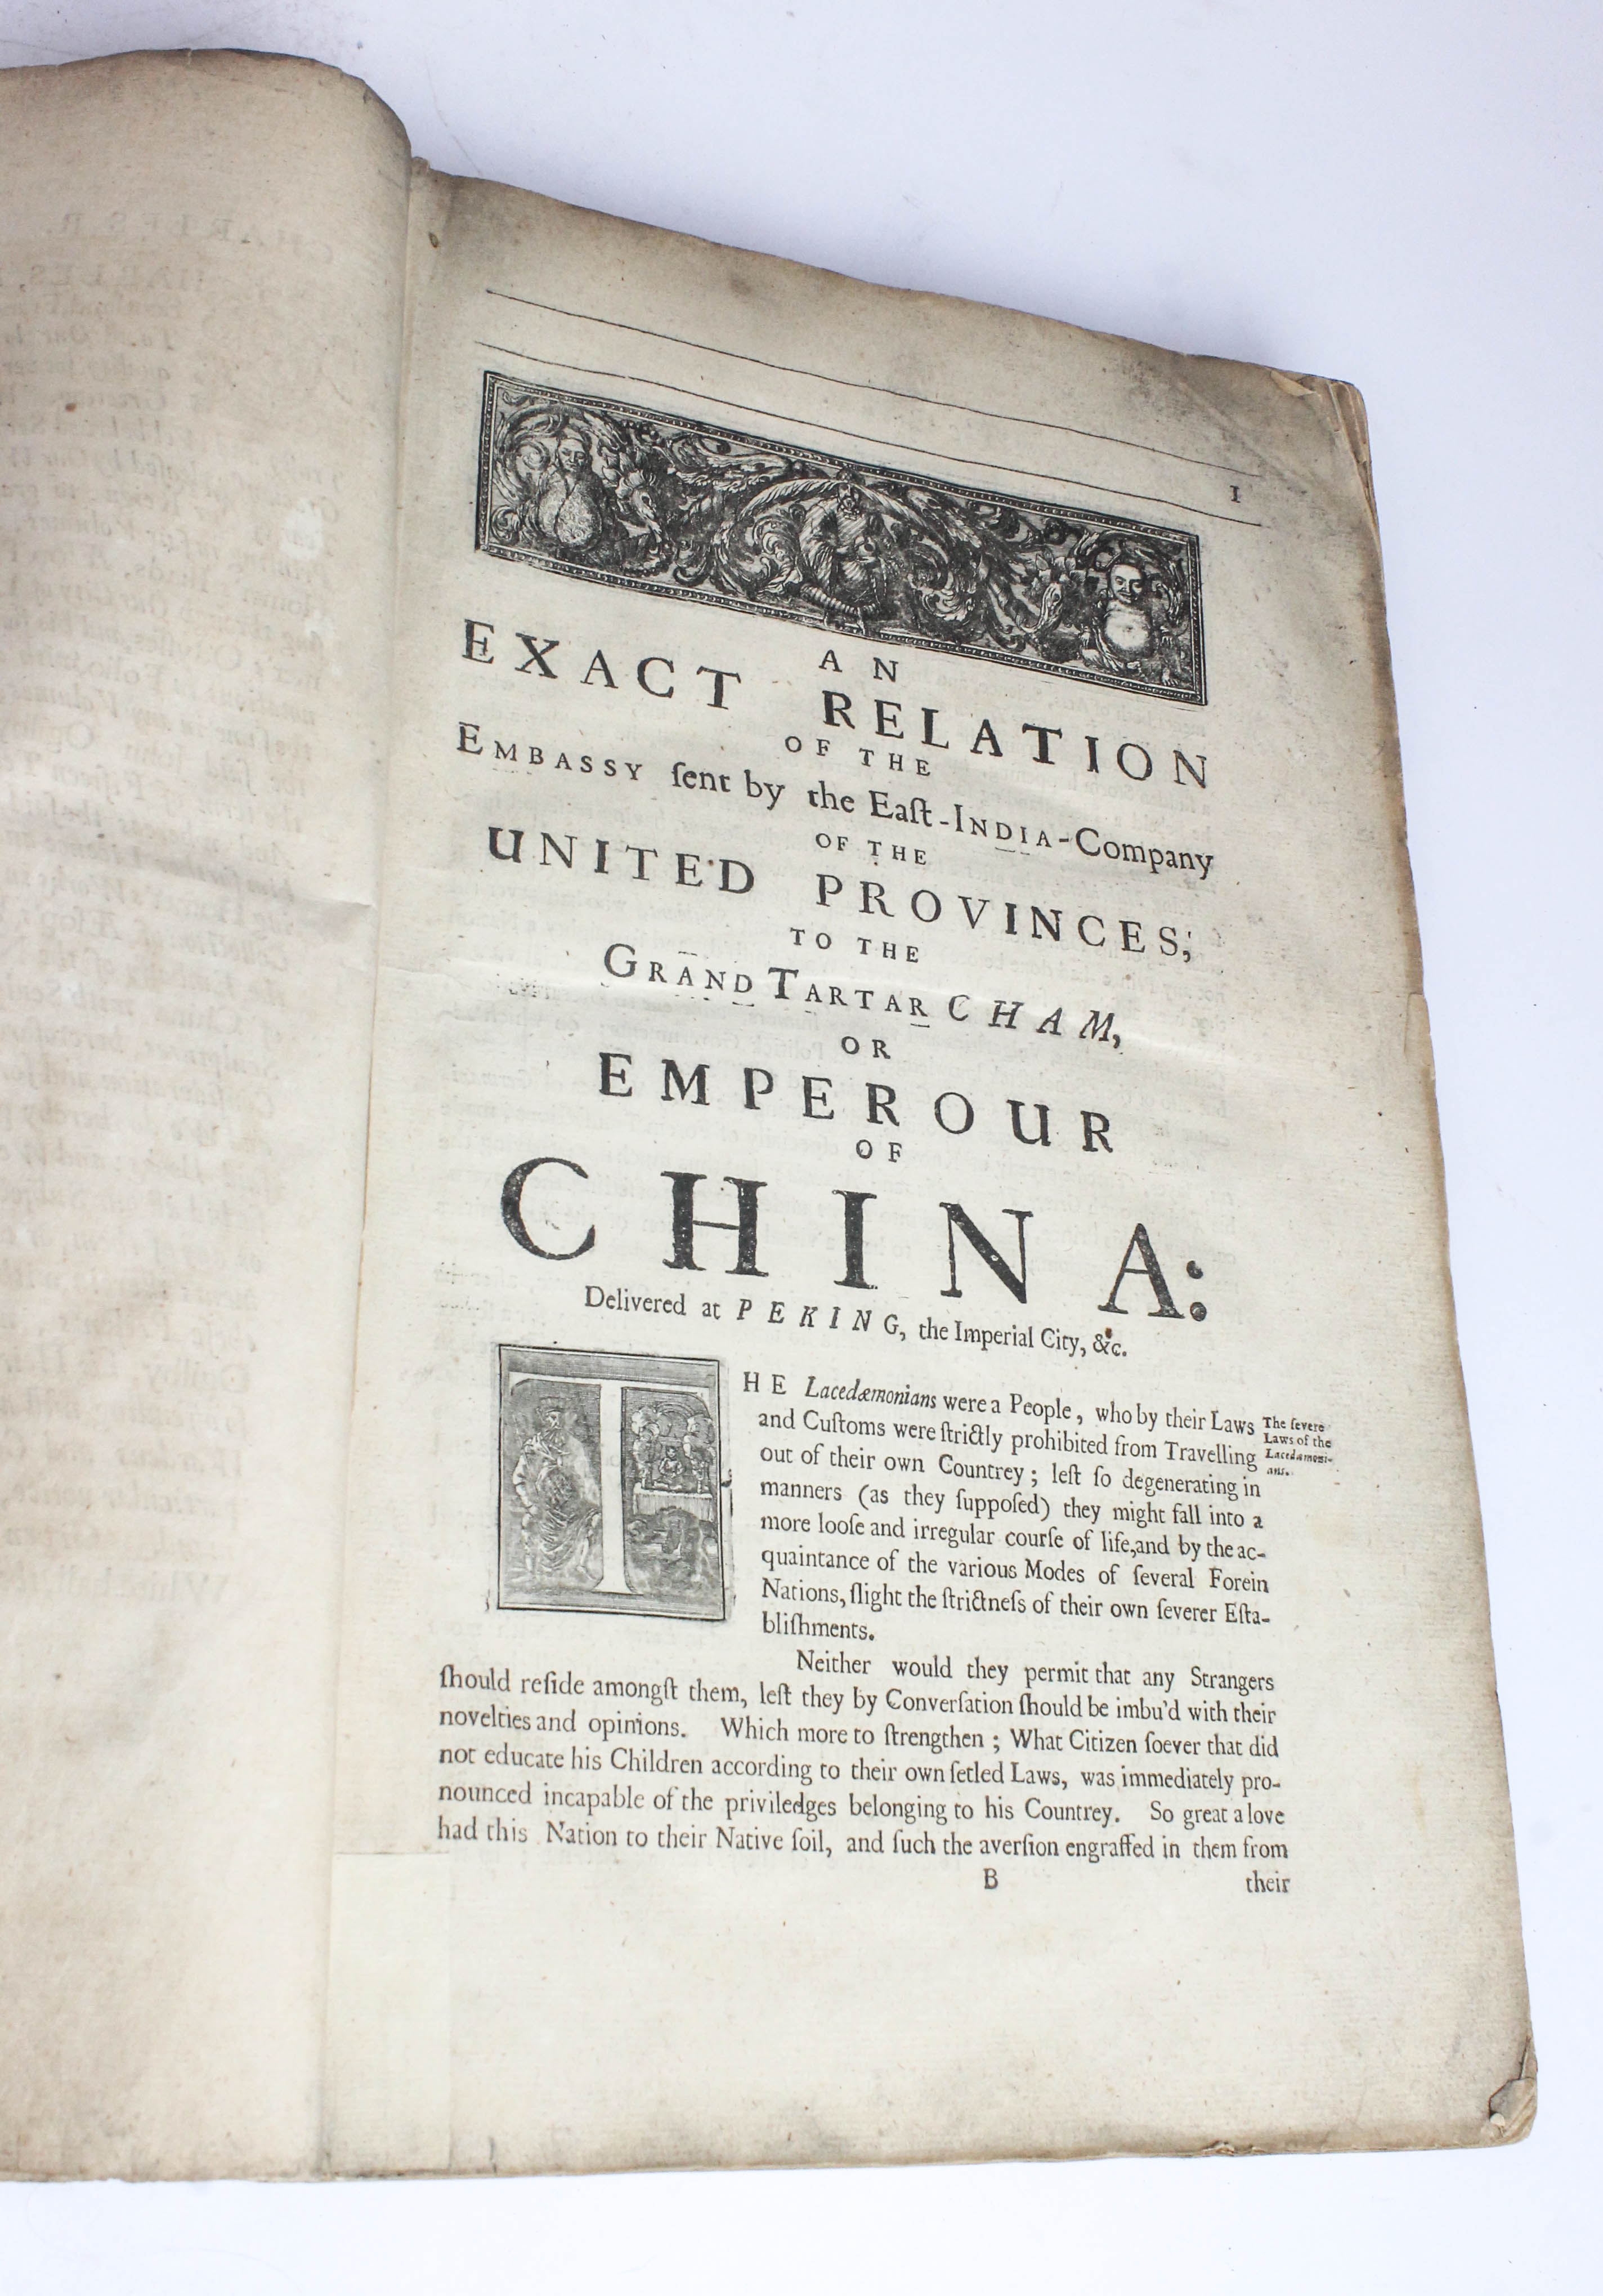 1
AN
EXACT RELATION
OF THE
EMBASSY ſent by the Eaſt-INDIA-Company
OF THE
UNITED PROVINCES,
TO THE
GRAND TARTAR CHAM,
OR
EMPEROUR
OF
CHINA:
Delivered at PEKING, the Imperial City, &c.
THE Lacedæmonians were a People, who by their Laws
and Cuſtoms were ſtrictly prohibited from Travelling
out of their own Countrey; leſt ſo degenerating in
manners (as they ſuppoſed) they might fall into a
more looſe and irregular courſe of life, and by the ac-
quaintance of the various Modes of ſeveral Forein
Nations, ſlight the ſtrictneſs of their own ſeverer Eſta-
bliſhments.
The ſevere
Laws of the
Lacedæmoni-
ans.
Neither would they permit that any Strangers
ſhould reſide amongſt them, leſt they by Converſation ſhould be imbu'd with their
novelties and opinions. Which more to ſtrengthen; What Citizen ſoever that did
not educate his Children according to their own ſetled Laws, was immediately pro-
nounced incapable of the priviledges belonging to his Countrey. So great a love
had this Nation to their Native ſoil, and ſuch the averſion engraffed in them from
B their